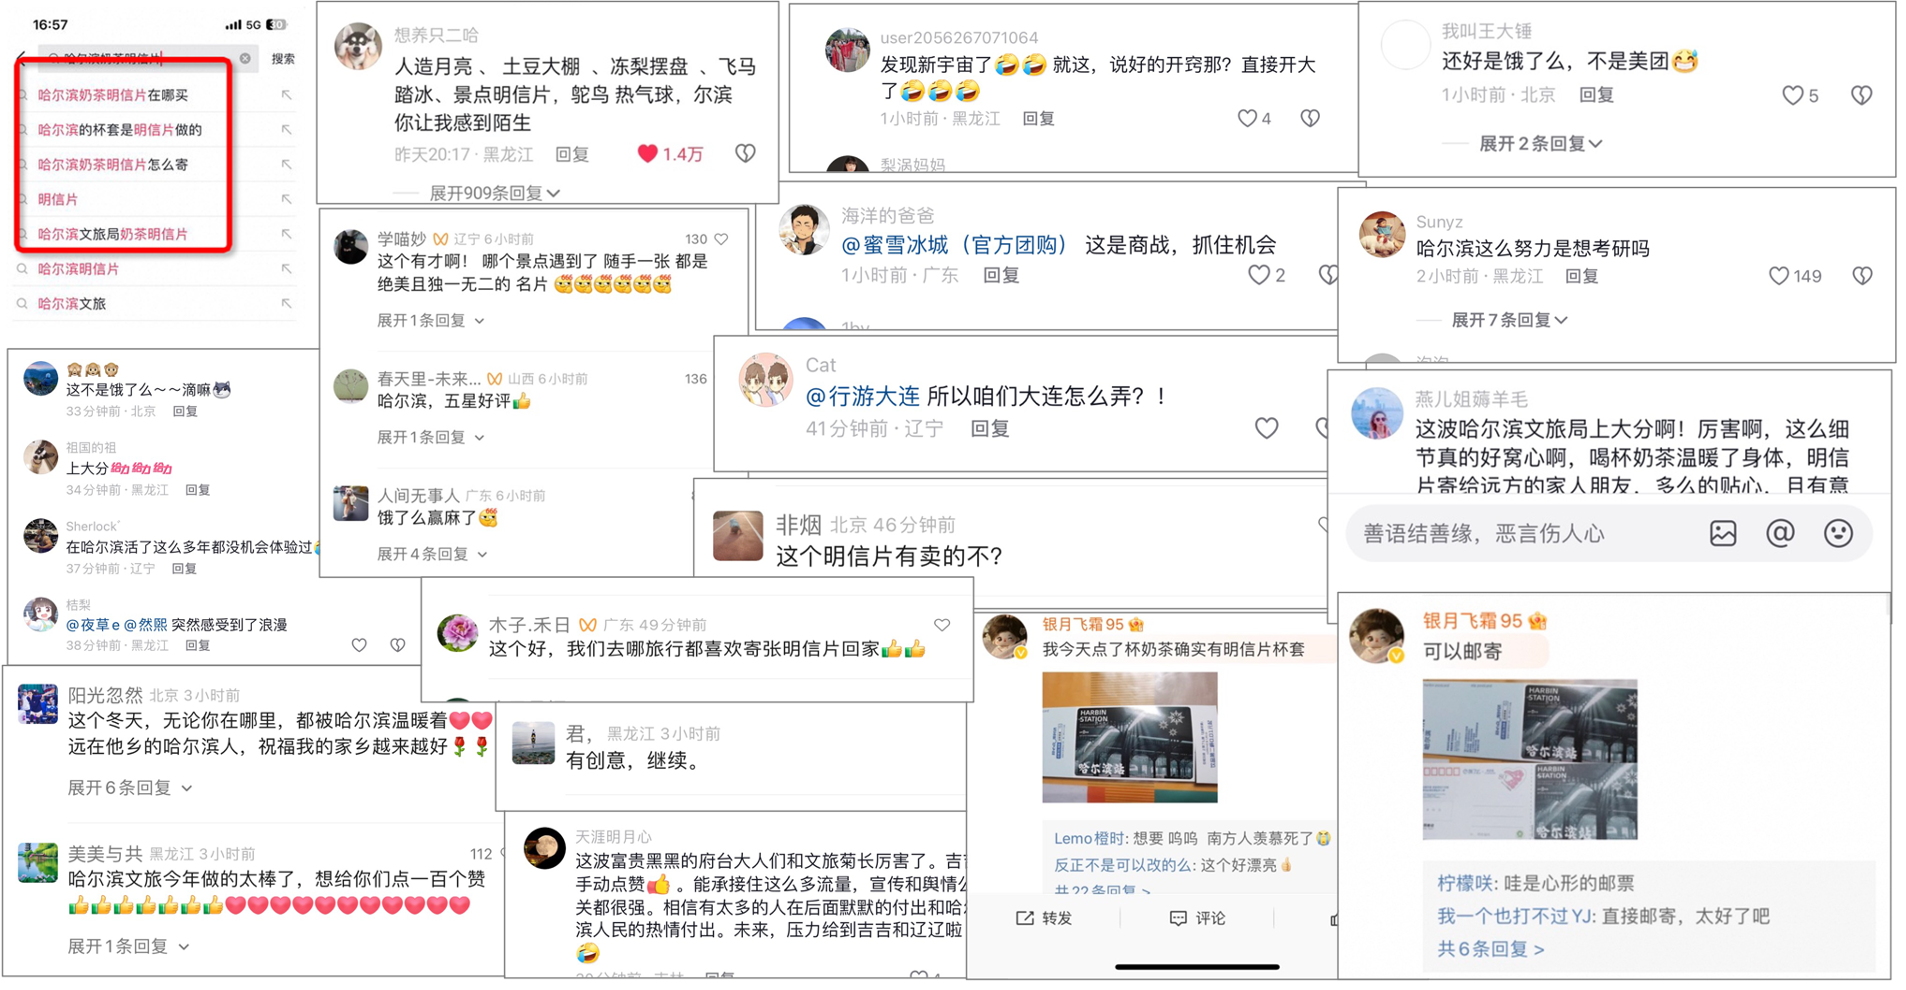 16:57
5G
30
哈尔滨奶茶明信片
搜索
哈尔滨奶茶明信片在哪买
哈尔滨的杯套是明信片做的
哈尔滨奶茶明信片怎么寄
明信片
哈尔滨文旅局奶茶明信片
哈尔滨明信片
哈尔滨文旅
想养只二哈
人造月亮 、 土豆大棚 、冻梨摆盘 、飞马
踏冰、景点明信片，鸵鸟 热气球，尔滨
你让我感到陌生
昨天20:17 · 黑龙江 回复
1.4万
展开909条回复
user2056267071064
发现新宇宙了🤣🤣 就这，说好的开窍那？直接开大
了🤣🤣🤣
1小时前 · 黑龙江 回复
4
梨涡妈妈
我叫王大锤
还好是饿了么，不是美团😅
1小时前 · 北京 回复
5
展开2条回复
学喵妙 辽宁 6小时前
130
这个有才啊！ 哪个景点遇到了 随手一张 都是
绝美且独一无二的 名片
展开1条回复
春天里-未来... 山西 6小时前
136
哈尔滨，五星好评👍
展开1条回复
人间无事人 广东 6小时前
饿了么赢麻了
展开4条回复
海洋的爸爸
@蜜雪冰城（官方团购） 这是商战，抓住机会
1小时前 · 广东 回复
2
1by
Sunyz
哈尔滨这么努力是想考研吗
2小时前 · 黑龙江 回复
149
展开7条回复
Cat
@行游大连 所以咱们大连怎么弄？！
41分钟前 · 辽宁 回复
🙈🙉🙊
这不是饿了么～～滴嘛
33分钟前 · 北京 回复
祖国的祖
上大分
34分钟前 · 黑龙江 回复
Sherlock゛
在哈尔滨活了这么多年都没机会体验过
37分钟前 · 辽宁 回复
桔梨
@夜草e @然熙 突然感受到了浪漫
38分钟前 · 黑龙江 回复
燕儿姐薅羊毛
这波哈尔滨文旅局上大分啊！厉害啊，这么细
节真的好窝心啊，喝杯奶茶温暖了身体，明信
片寄给远方的家人朋友，多么的贴心，且有意
善语结善缘，恶言伤人心
非烟 北京 46分钟前
这个明信片有卖的不?
木子.禾日 广东 49分钟前
这个好，我们去哪旅行都喜欢寄张明信片回家👍👍
阳光忽然 北京 3小时前
这个冬天，无论你在哪里，都被哈尔滨温暖着❤️❤️
远在他乡的哈尔滨人，祝福我的家乡越来越好🌹🌹
展开6条回复
美美与共 黑龙江 3小时前
112
哈尔滨文旅今年做的太棒了，想给你们点一百个赞
👍👍👍👍👍👍👍❤️❤️❤️❤️❤️❤️❤️❤️❤️❤️❤️
展开1条回复
君， 黑龙江 3小时前
有创意，继续。
天涯明月心
这波富贵黑黑的府台大人们和文旅菊长厉害了。吉
手动点赞👍。能承接住这么多流量，宣传和舆情公
关都很强。相信有太多的人在后面默默的付出和哈
滨人民的热情付出。未来，压力给到吉吉和辽辽啦
🤣
银月飞霜95
我今天点了杯奶茶确实有明信片杯套
HARBIN
STATION
哈尔滨站
Lemo橙时: 想要 呜呜 南方人羡慕死了😭
反正不是可以改的么: 这个好漂亮👍
共22条回复 >
转发
评论
银月飞霜95
可以邮寄
HARBIN
STATION
哈尔滨站
HARBIN
STATION
哈尔滨站
柠檬咲: 哇是心形的邮票
我一个也打不过YJ: 直接邮寄，太好了吧
共6条回复 >